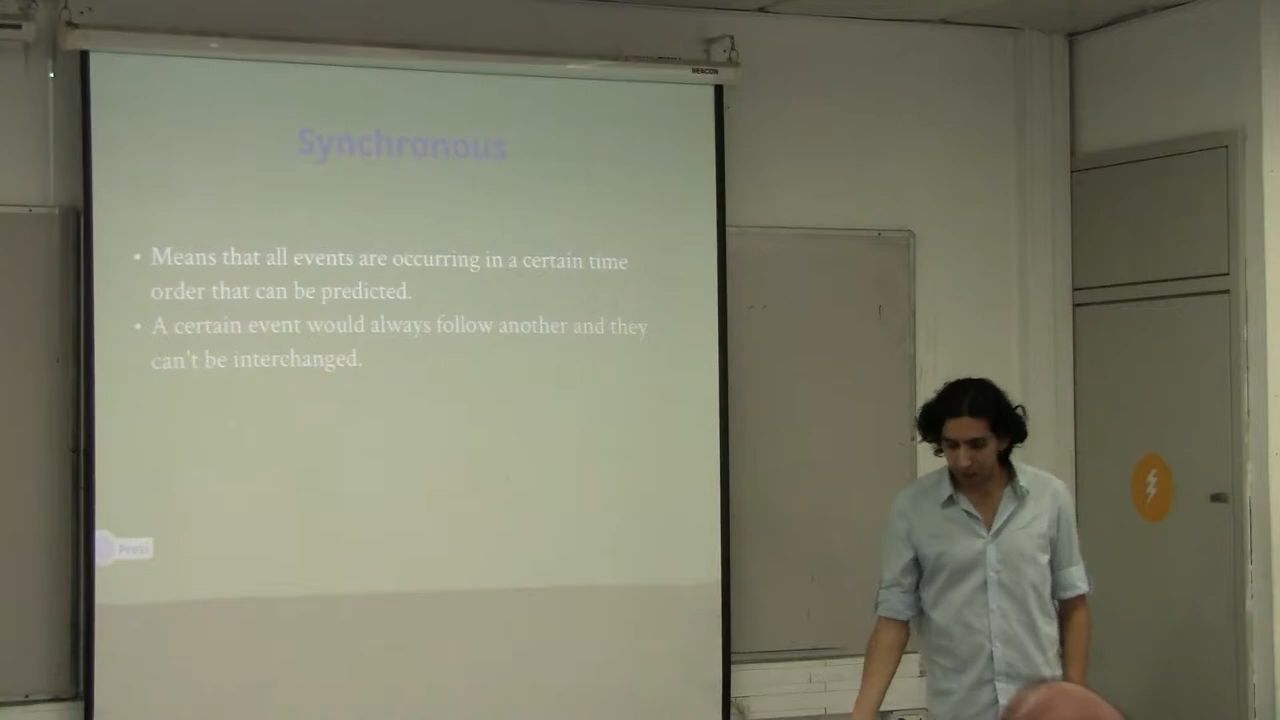 BEACON
Synchronous
• Means that all events are occurring in a certain time
order that can be predicted.
• A certain event would always follow another and they
can't be interchanged.
Prezi